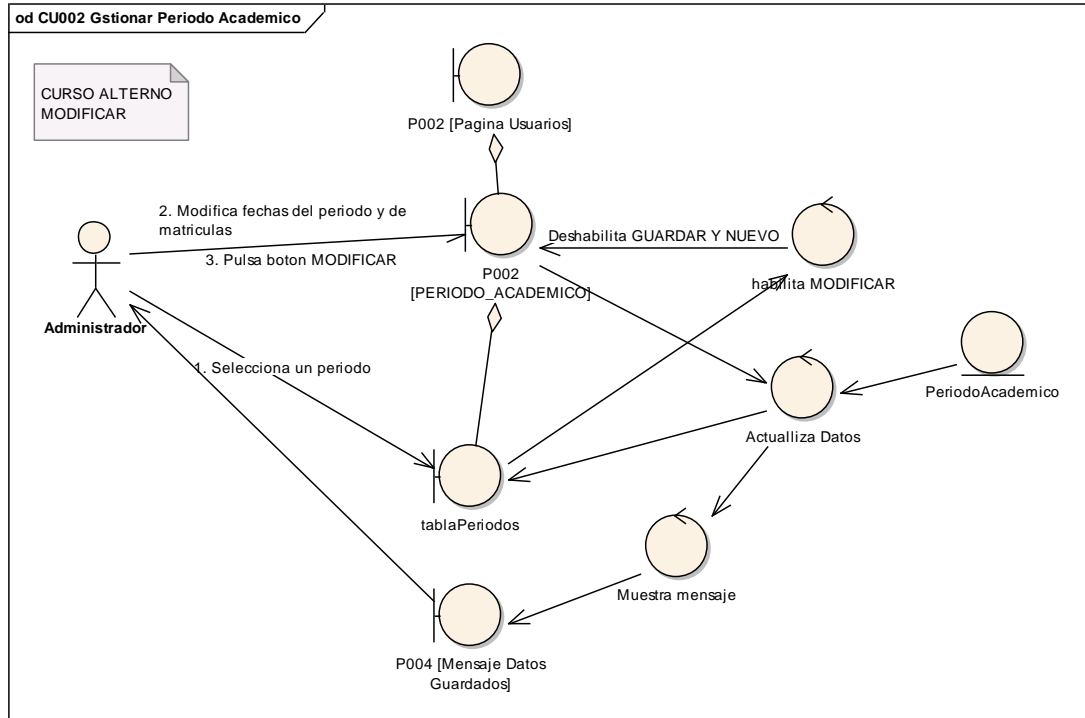 od CU002 Gstionar Periodo Academico
CURSO ALTERNO
MODIFICAR
P002 [Pagina Usuarios]
2. Modifica fechas del periodo y de
matriculas
3. Pulsa boton MODIFICAR
Deshabilita GUARDAR Y NUEVO
P002
[PERIODO_ACADEMICO]
habilita MODIFICAR
Administrador
1. Selecciona un periodo
PeriodoAcademico
Actualliza Datos
tablaPeriodos
Muestra mensaje
P004 [Mensaje Datos
Guardados]